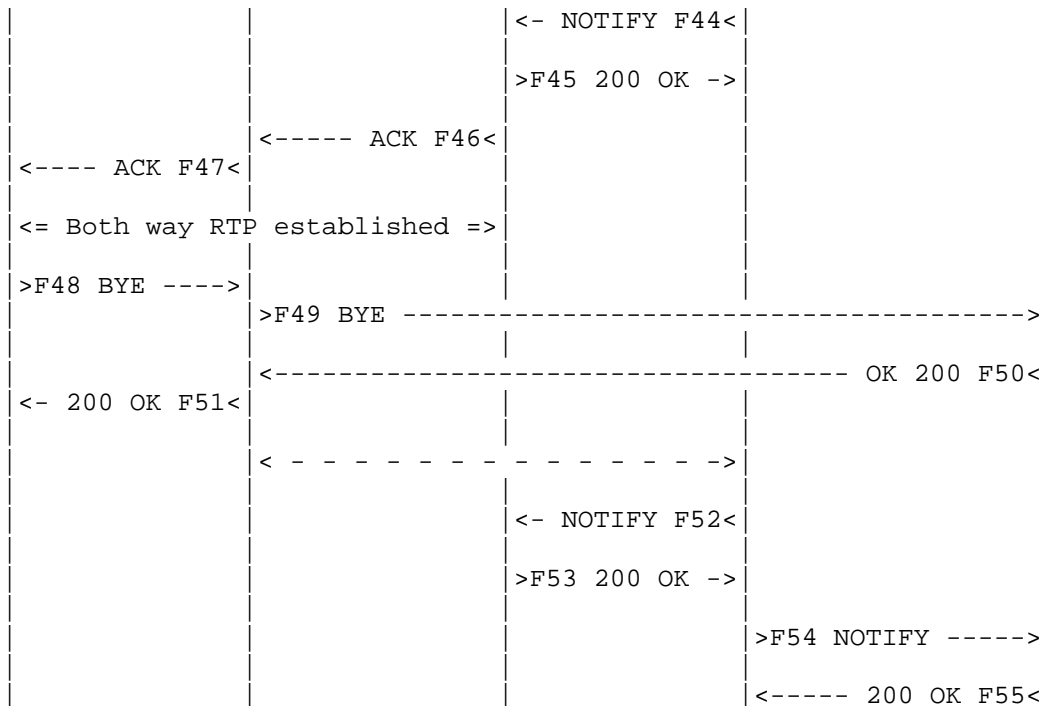 |<- NOTIFY F44<|
|>F45 200 OK ->|
|<----- ACK F46<|
|<---- ACK F47<|
|<= Both way RTP established =>|
|>F48 BYE ---->|
|>F49 BYE --------------------------------------->
|<------------------------------------ OK 200 F50<
|<- 200 OK F51<|
|< - - - - - - - - - - - - - - ->|
|<- NOTIFY F52<|
|>F53 200 OK ->|
|>F54 NOTIFY ----->
|<----- 200 OK F55<